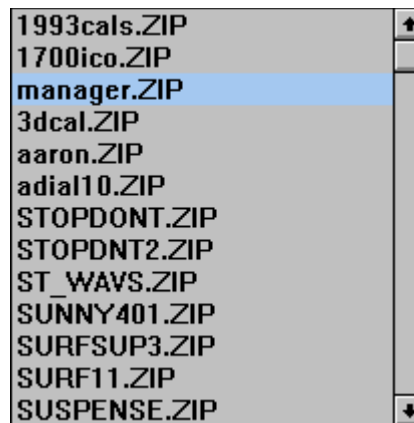 1993cals.ZIP
1700ico.ZIP
manager.ZIP
3dcal.ZIP
aaron.ZIP
adial10.ZIP
STOPDONT.ZIP
STOPDNT2.ZIP
ST_WAVS.ZIP
SUNNY401.ZIP
SURFSUP3.ZIP
SURF11.ZIP
SUSPENSE.ZIP